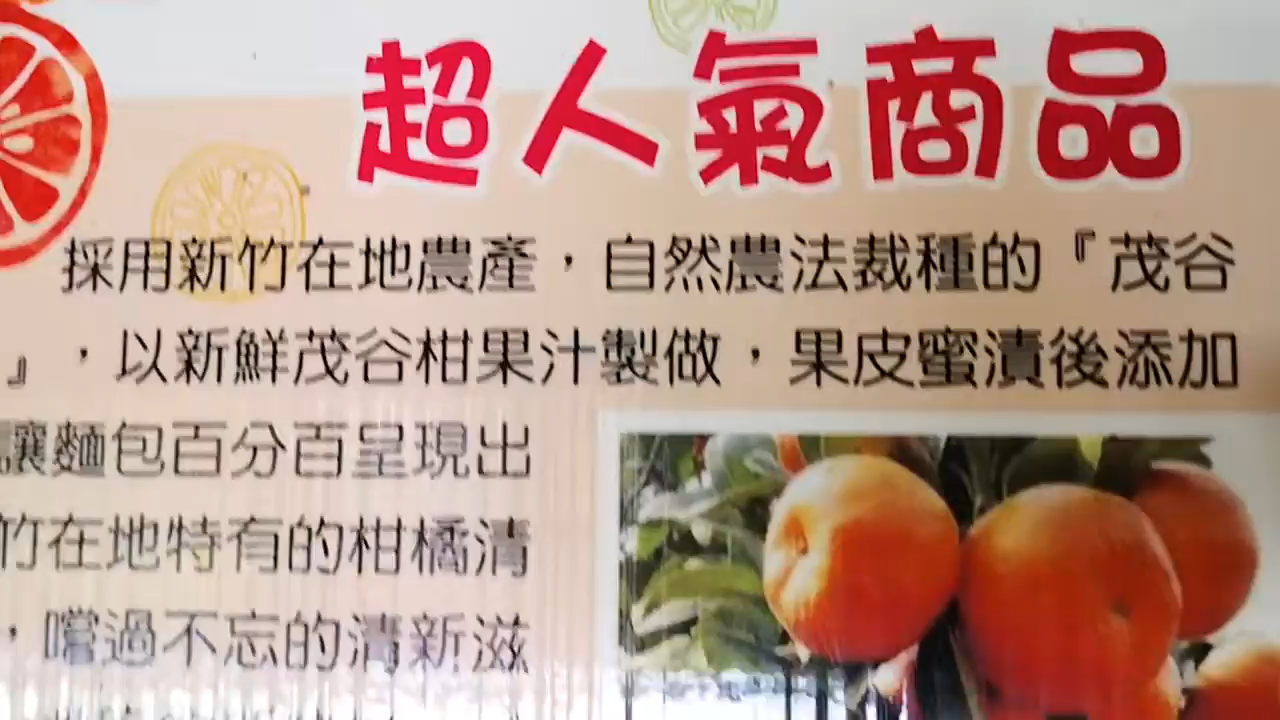 超人氣商品
採用新竹在地農產，自然農法裁種的『茂谷
』，以新鮮茂谷柑果汁製做，果皮蜜漬後添加
讓麵包百分百呈現出
竹在地特有的柑橘清
，嚐過不忘的清新滋